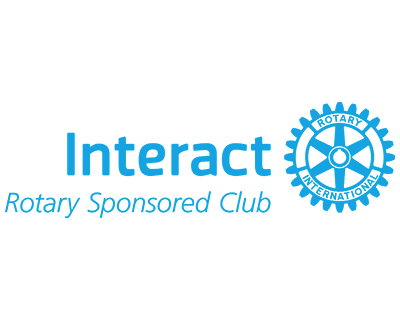 Interact
Rotary Sponsored Club
ROTARY
INTERNATIONAL